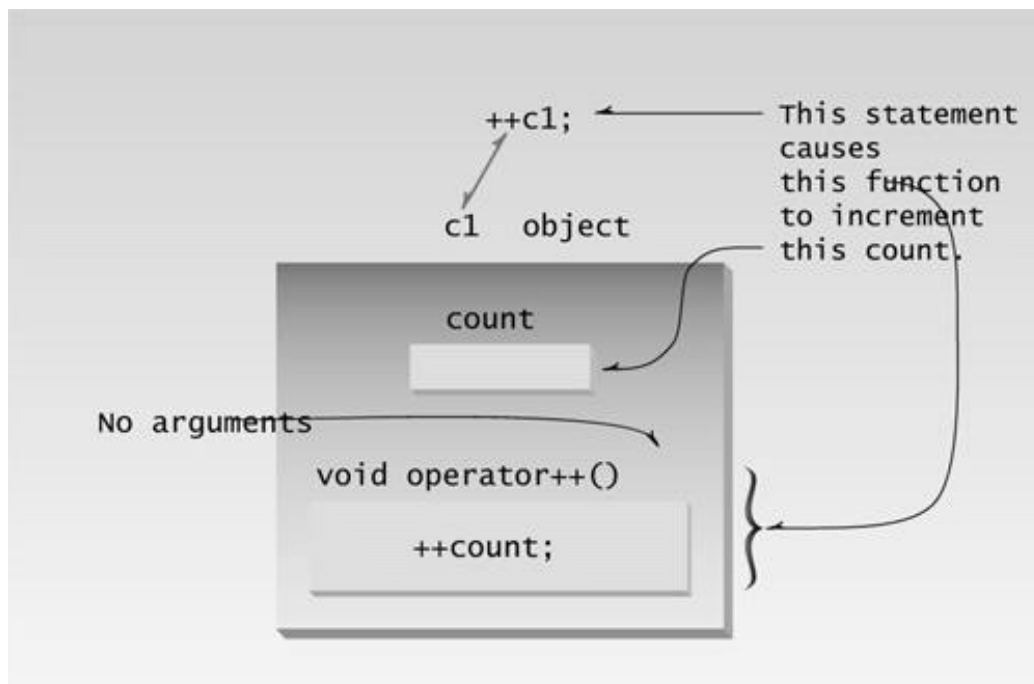 ++c1;
This statement
causes
this function
to increment
this count.
c1 object
count
No arguments
void operator++()
++count;